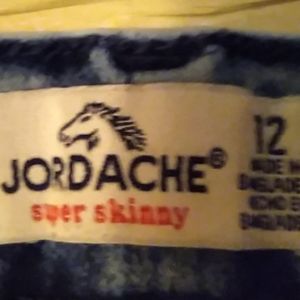 JORDACHE®
super skinny
12
MADE IN
BANGLADESH
HECHO EN
BANGLADESH